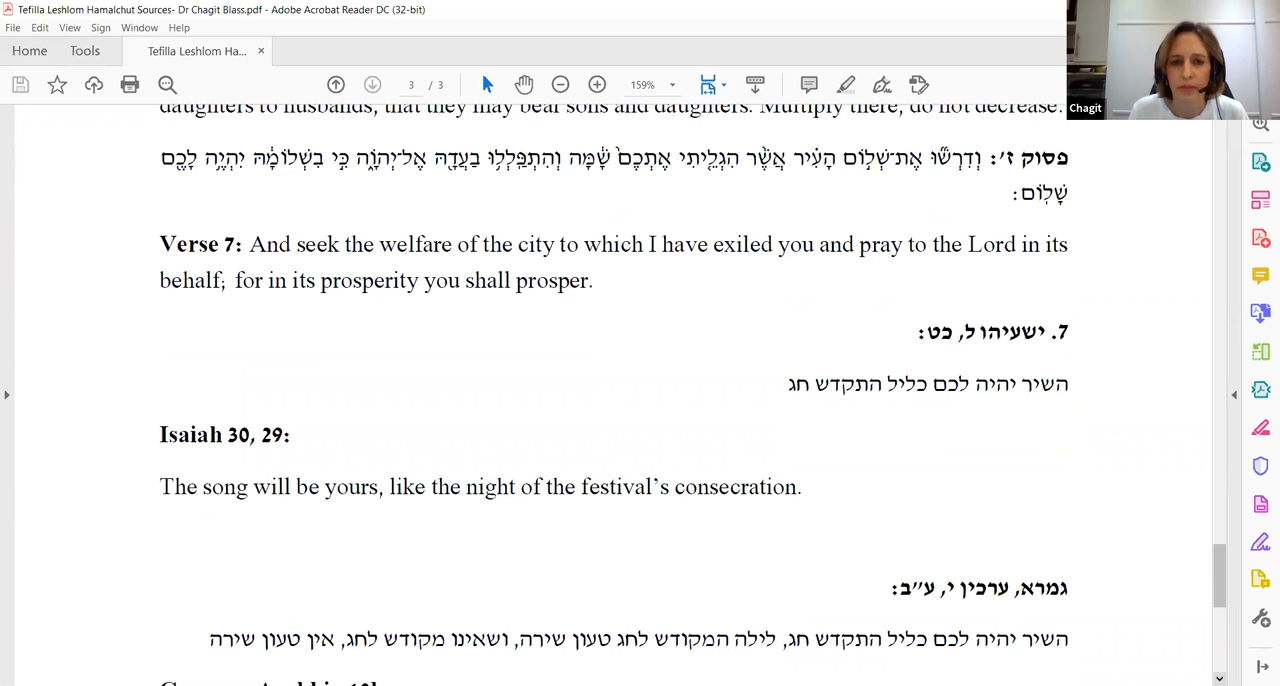 Tefilla Leshlom Hamalchut Sources- Dr Chagit Blass.pdf - Adobe Acrobat Reader DC (32-bit)
File Edit View Sign Window Help
Home Tools Tefilla Leshlom Ha... ×
3 / 3 159%
Chagit
daughters to husbands, that they may bear sons and daughters. Multiply there, do not decrease.
פסוק ז': וְדִרְשׁ֞וּ אֶת־שְׁל֣וֹם הָעִ֗יר אֲשֶׁ֨ר הִגְלֵ֤יתִי אֶתְכֶם֙ שָׁ֔מָּה וְהִתְפַּֽלְל֥וּ בַעֲדָ֖הּ אֶל־יְהוָ֑ה כִּ֣י בִשְׁלוֹמָ֔הּ יִהְיֶ֥ה לָכֶ֖ם
שָׁלֽוֹם:
Verse 7: And seek the welfare of the city to which I have exiled you and pray to the Lord in its
behalf; for in its prosperity you shall prosper.
7. ישעיהו ל, כט:
השיר יהיה לכם כליל התקדש חג
Isaiah 30, 29:
The song will be yours, like the night of the festival's consecration.
גמרא, ערכין י, ע"ב:
השיר יהיה לכם כליל התקדש חג, לילה המקודש לחג טעון שירה, ושאינו מקודש לחג, אין טעון שירה